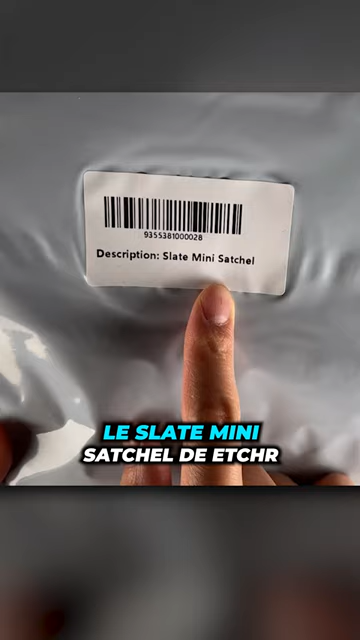 9355381000028
Description: Slate Mini Satchel
LE SLATE MINI
SATCHEL DE ETCHR